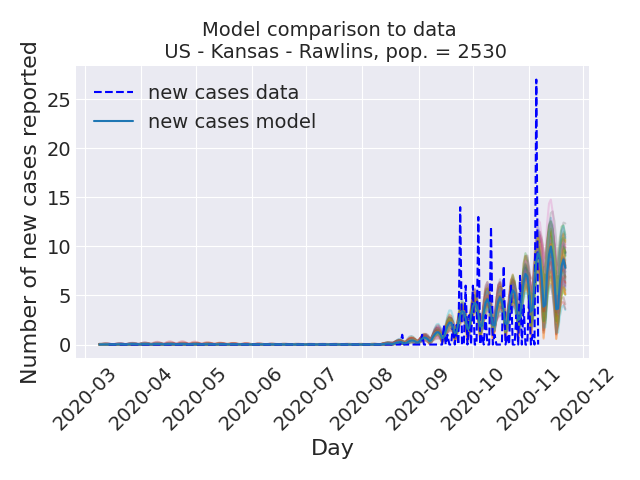 Model comparison to data
US - Kansas - Rawlins, pop. = 2530
Number of new cases reported
25
20
15
10
5
0
new cases data
new cases model
2020-03
2020-04
2020-05
2020-06
2020-07
2020-08
2020-09
2020-10
2020-11
2020-12
Day